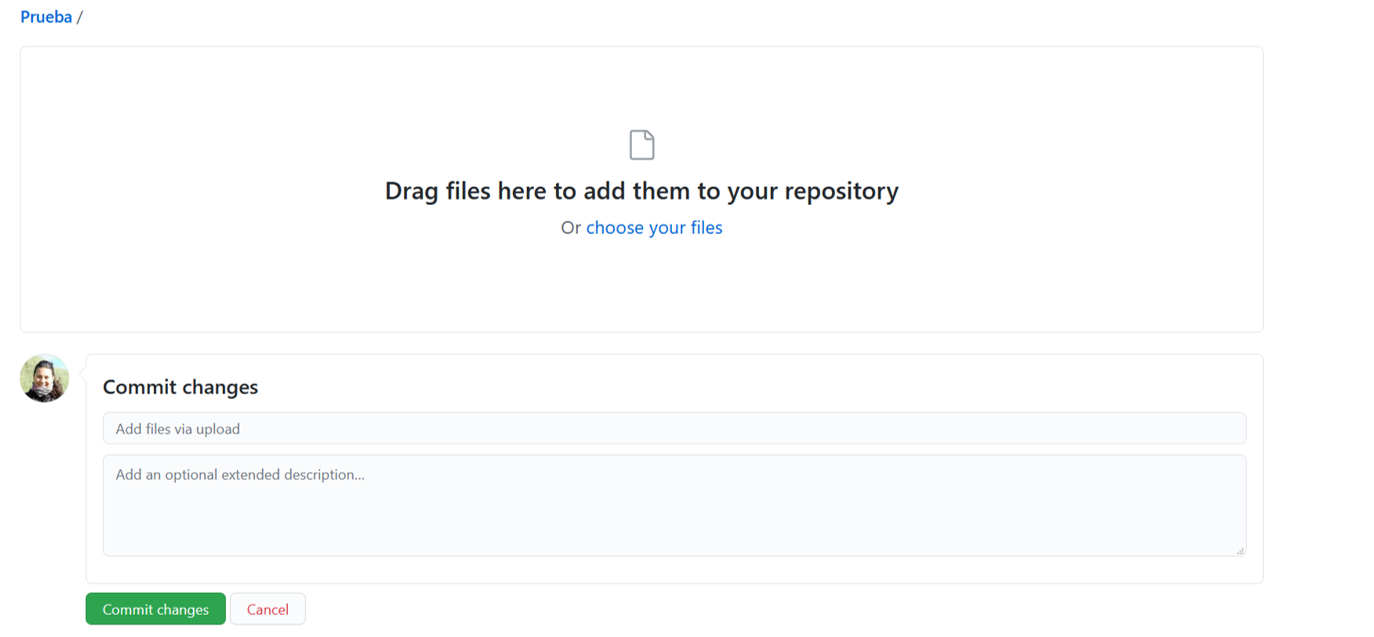 Prueba /
Drag files here to add them to your repository
Or choose your files
Commit changes
Add files via upload
Add an optional extended description...
Commit changes
Cancel